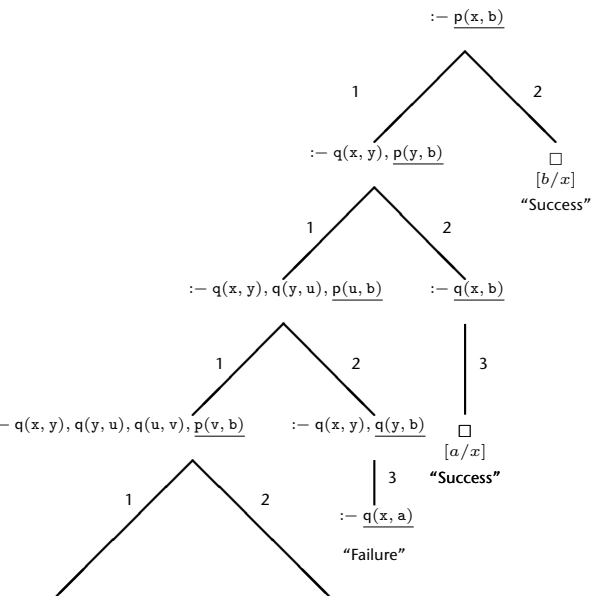 :− p(x, b)
1
2
:− q(x, y), p(y, b)
□
[b/x]
“Success”
1
2
:− q(x, y), q(y, u), p(u, b)
:− q(x, b)
1
2
3
− q(x, y), q(y, u), q(u, v), p(v, b)
:− q(x, y), q(y, b)
□
[a/x]
“Success”
1
2
3
:− q(x, a)
“Failure”